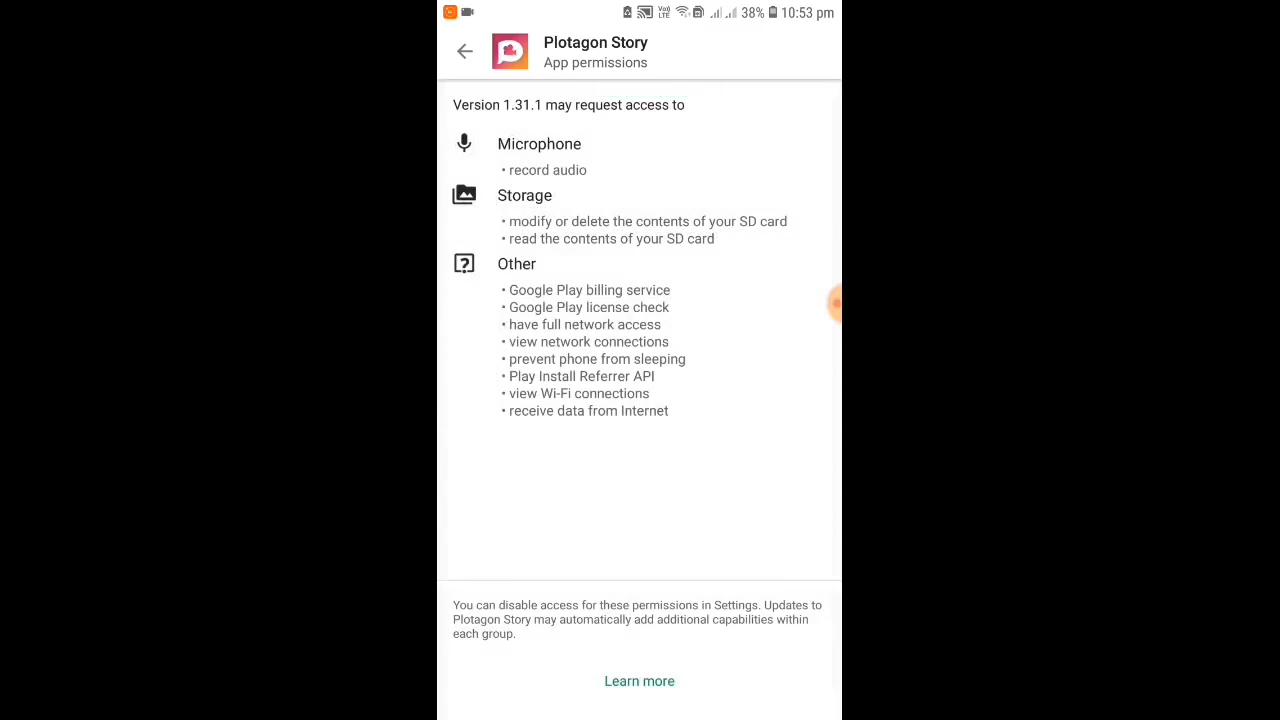 38% 10:53 pm
Plotagon Story
App permissions
Version 1.31.1 may request access to
Microphone
• record audio
Storage
• modify or delete the contents of your SD card
• read the contents of your SD card
Other
• Google Play billing service
• Google Play license check
• have full network access
• view network connections
• prevent phone from sleeping
• Play Install Referrer API
• view Wi-Fi connections
• receive data from Internet
You can disable access for these permissions in Settings. Updates to
Plotagon Story may automatically add additional capabilities within
each group.
Learn more